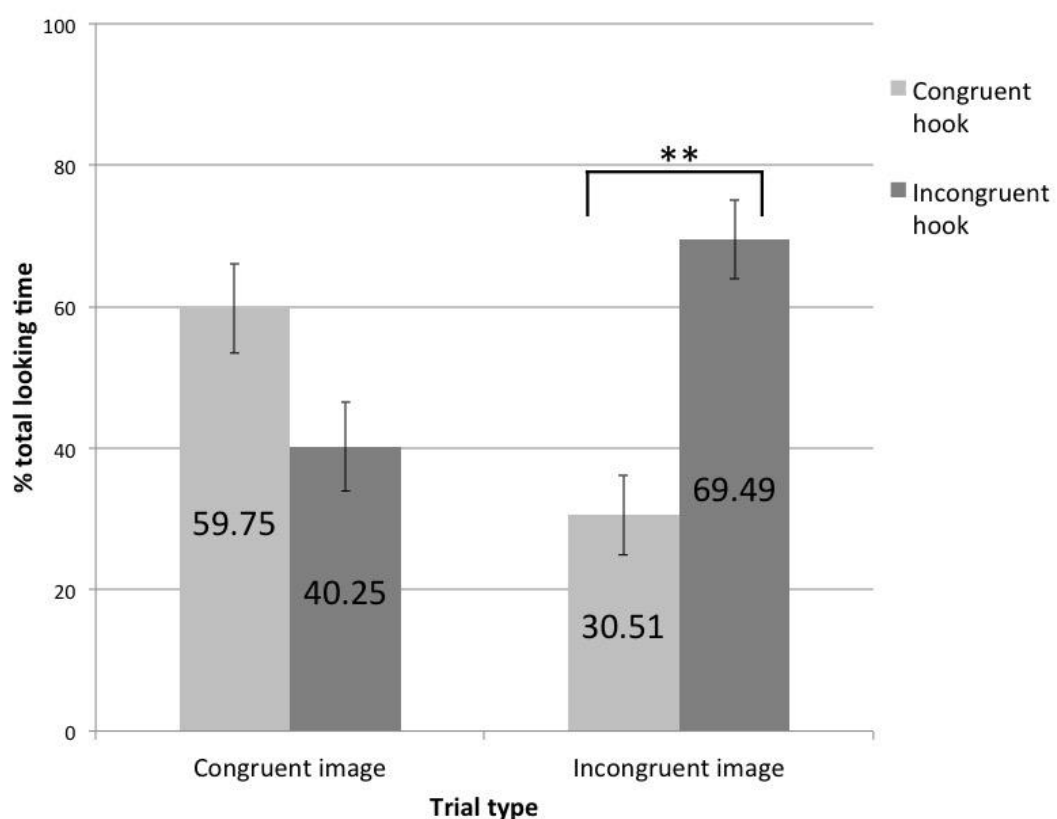 100
80
60
40
20
0
% total looking time
**
59.75
40.25
30.51
69.49
Congruent image
Incongruent image
Trial type
Congruent
hook
Incongruent
hook